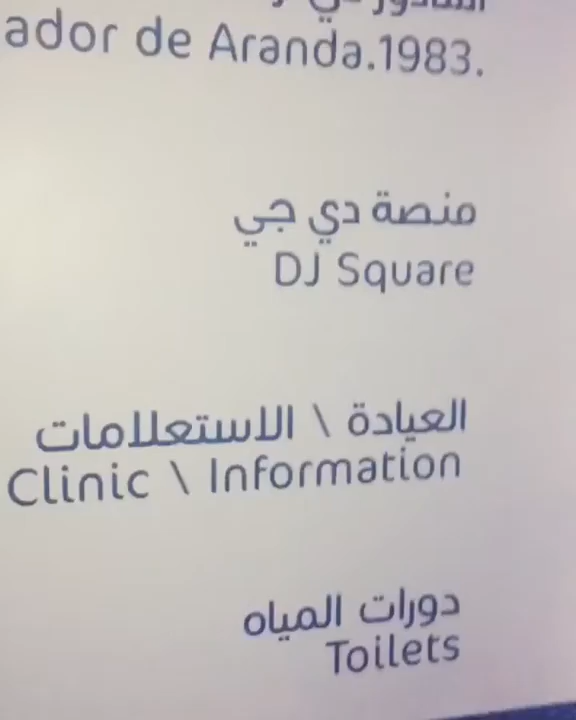 ador de Aranda.1983.
منصة دي جي
DJ Square
العيادة \ الاستعلامات
Clinic \ Information
دورات المياه
Toilets